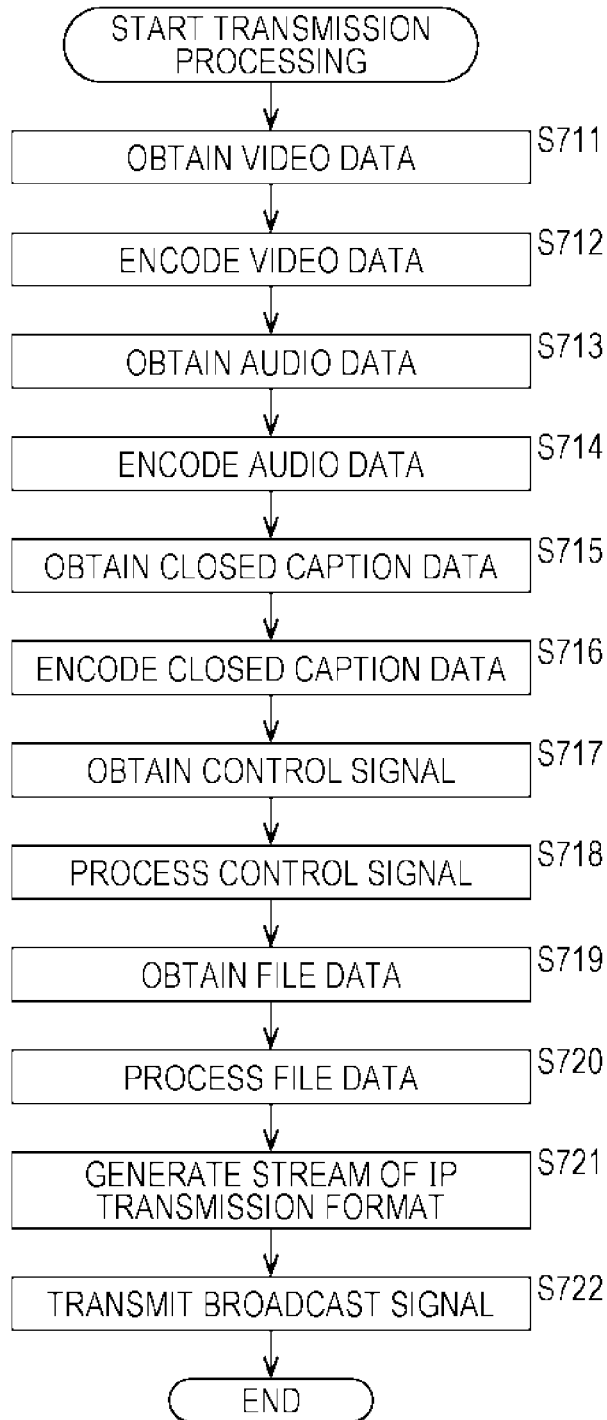 START TRANSMISSION
PROCESSING
S711
OBTAIN VIDEO DATA
S712
ENCODE VIDEO DATA
S713
OBTAIN AUDIO DATA
S714
ENCODE AUDIO DATA
S715
OBTAIN CLOSED CAPTION DATA
S716
ENCODE CLOSED CAPTION DATA
S717
OBTAIN CONTROL SIGNAL
S718
PROCESS CONTROL SIGNAL
S719
OBTAIN FILE DATA
S720
PROCESS FILE DATA
S721
GENERATE STREAM OF IP
TRANSMISSION FORMAT
S722
TRANSMIT BROADCAST SIGNAL
END